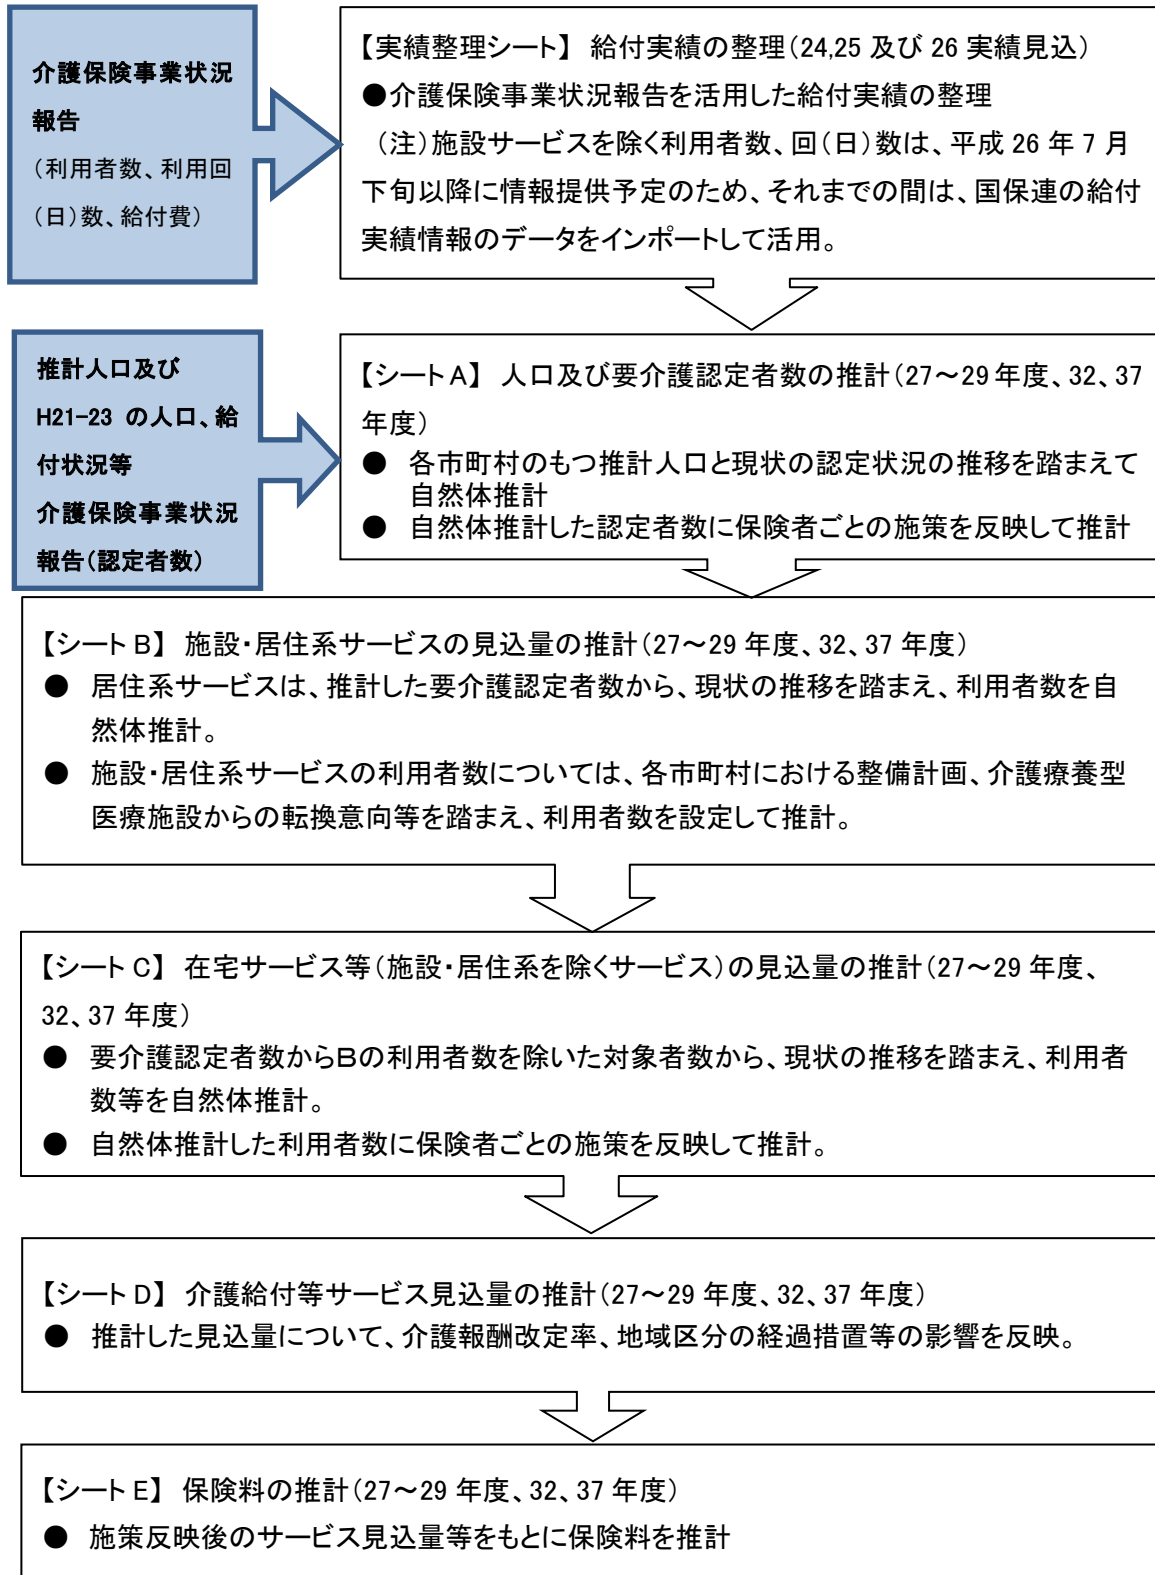 介護保険事業状況
報告
（利用者数、利用回
（日）数、給付費）
【実績整理シート】 給付実績の整理（24,25 及び 26 実績見込）
●介護保険事業状況報告を活用した給付実績の整理
（注）施設サービスを除く利用者数、回（日）数は、平成 26 年 7 月
下旬以降に情報提供予定のため、それまでの間は、国保連の給付
実績情報のデータをインポートして活用。
推計人口及び
H21-23 の人口、給
付状況等
介護保険事業状況
報告（認定者数）
【シート A】 人口及び要介護認定者数の推計（27～29 年度、32、37
年度）
● 各市町村のもつ推計人口と現状の認定状況の推移を踏まえて
自然体推計
● 自然体推計した認定者数に保険者ごとの施策を反映して推計
【シート B】 施設・居住系サービスの見込量の推計（27～29 年度、32、37 年度）
● 居住系サービスは、推計した要介護認定者数から、現状の推移を踏まえ、利用者数を自
然体推計。
● 施設・居住系サービスの利用者数については、各市町村における整備計画、介護療養型
医療施設からの転換意向等を踏まえ、利用者数を設定して推計。
【シート C】 在宅サービス等（施設・居住系を除くサービス）の見込量の推計（27～29 年度、
32、37 年度）
● 要介護認定者数からＢの利用者数を除いた対象者数から、現状の推移を踏まえ、利用者
数等を自然体推計。
● 自然体推計した利用者数に保険者ごとの施策を反映して推計。
【シート D】 介護給付等サービス見込量の推計（27～29 年度、32、37 年度）
● 推計した見込量について、介護報酬改定率、地域区分の経過措置等の影響を反映。
【シート E】 保険料の推計（27～29 年度、32、37 年度）
● 施策反映後のサービス見込量等をもとに保険料を推計